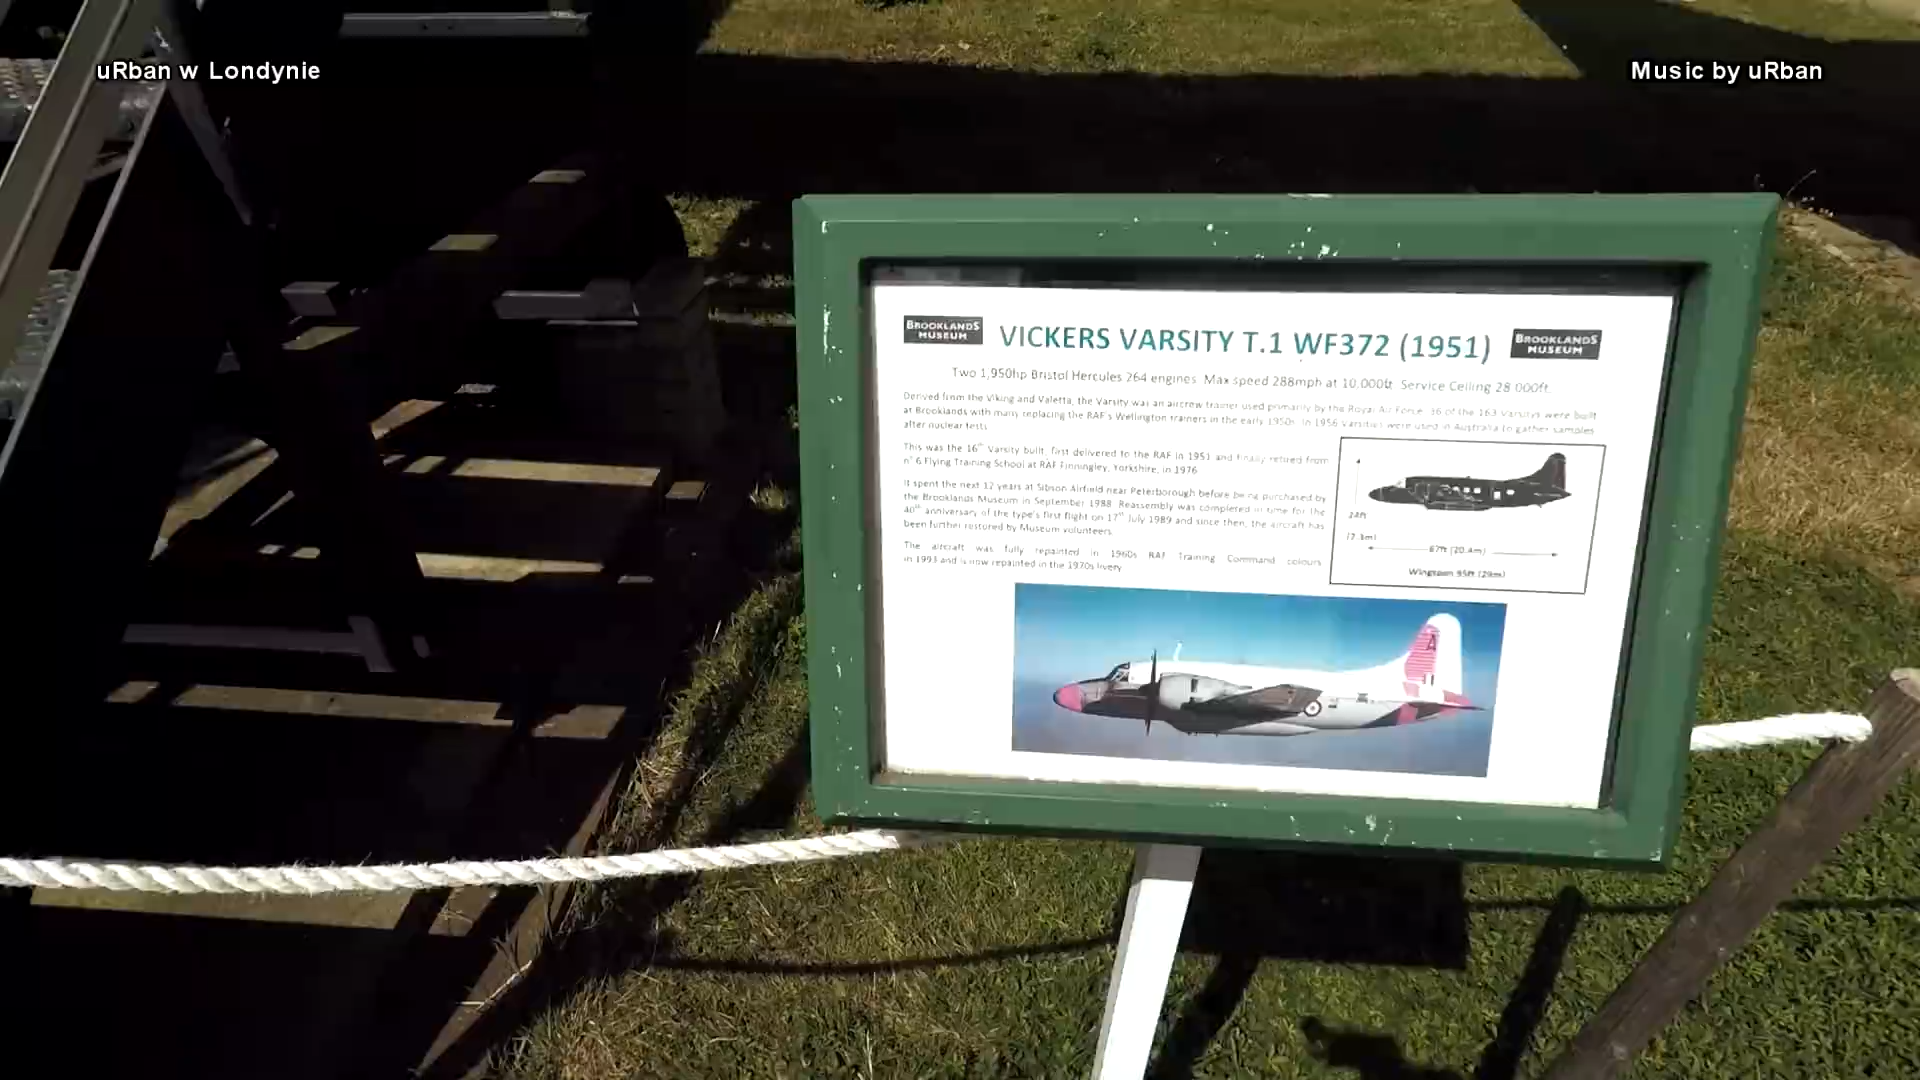 uRban w Londynie
Music by uRban
BROOKLANDS
MUSEUM
VICKERS VARSITY T.1 WF372 (1951)
BROOKLANDS
MUSEUM
Two 1,950hp Bristol Hercules 264 engines. Max speed 288mph at 10,000ft. Service Ceiling 28,000ft.
Derived from the Viking and Valetta, the Varsity was an aircrew trainer used primarily by the Royal Air Force. 36 of the 163 Varsitys were built
at Brooklands with many replacing the RAF's Wellington trainers in the early 1950s. In 1956 Varsities were used in Australia to gather samples
after nuclear tests.
This was the 16th Varsity built, first delivered to the RAF in 1951 and finally retired from
n° 6 Flying Training School at RAF Finningley, Yorkshire, in 1976.
It spent the next 12 years at Sibson Airfield near Peterborough before being purchased by
the Brooklands Museum in September 1988. Reassembly was completed in time for the
40th anniversary of the type's first flight on 17th July 1989 and since then, the aircraft has
been further restored by Museum volunteers.
The aircraft was fully repainted in 1960s RAF Training Command colours
in 1993 and is now repainted in the 1970s livery.
24ft
(7.3m)
67ft (20.4m)
Wingspan 95ft (29m)
A